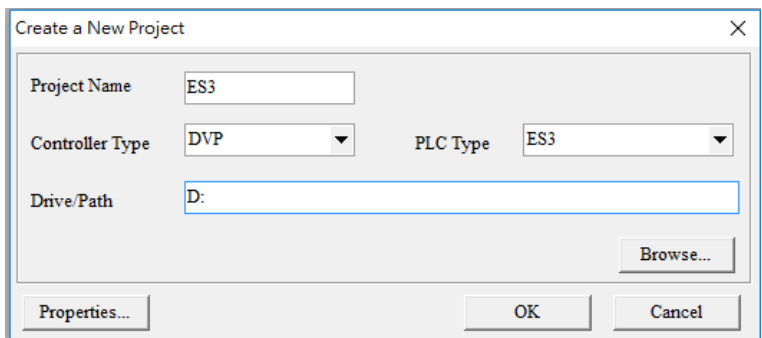 Create a New Project
Project Name ES3
Controller Type DVP PLC Type ES3
Drive/Path D:
Browse...
Properties... OK Cancel